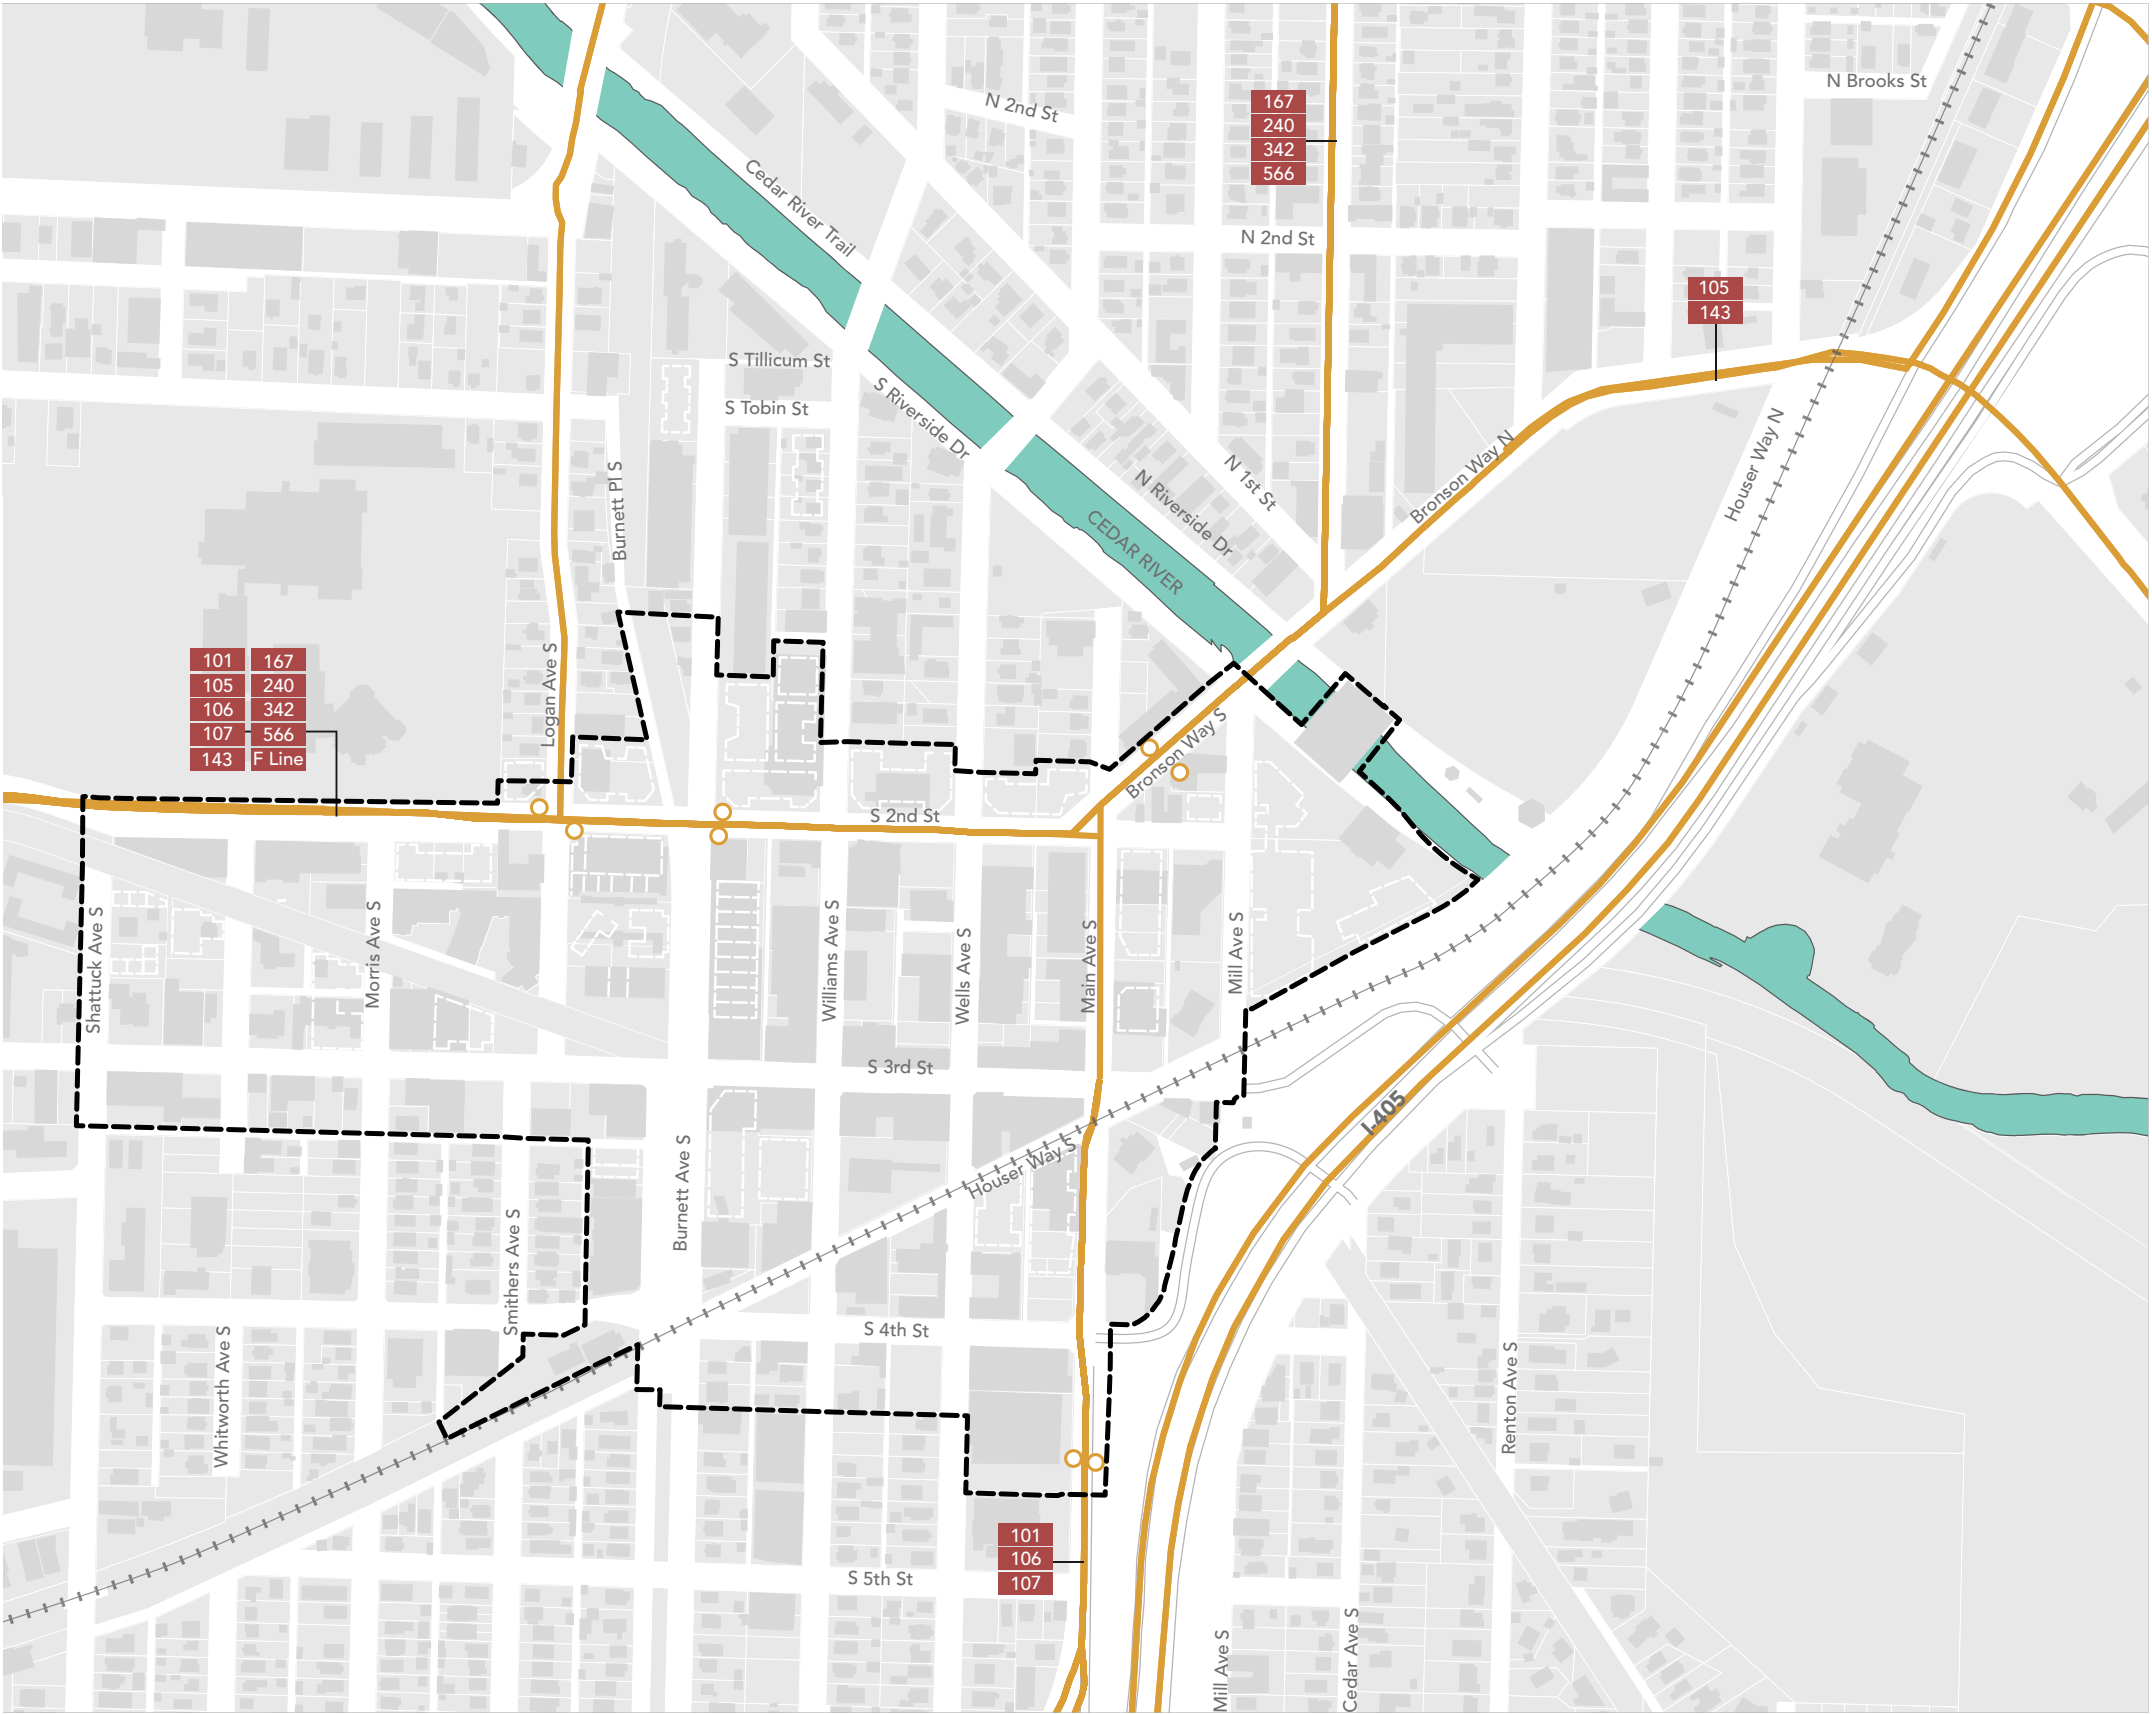 N Brooks St
N 2nd St
167
240
342
566
Cedar River Trail
N 2nd St
105
143
S Tillicum St
S Tobin St
S Riverside Dr
N 1st St
N Riverside Dr
Bronson Way N
Houser Way N
CEDAR RIVER
Burnett Pl S
Logan Ave S
101 167
105 240
106 342
107 566
143 F Line
Bronson Way S
S 2nd St
Shattuck Ave S
Morris Ave S
Williams Ave S
Wells Ave S
Main Ave S
Mill Ave S
S 3rd St
I-405
Houser Way S
Burnett Ave S
Smithers Ave S
Whitworth Ave S
S 4th St
Renton Ave S
101
106
107
S 5th St
Mill Ave S
Cedar Ave S